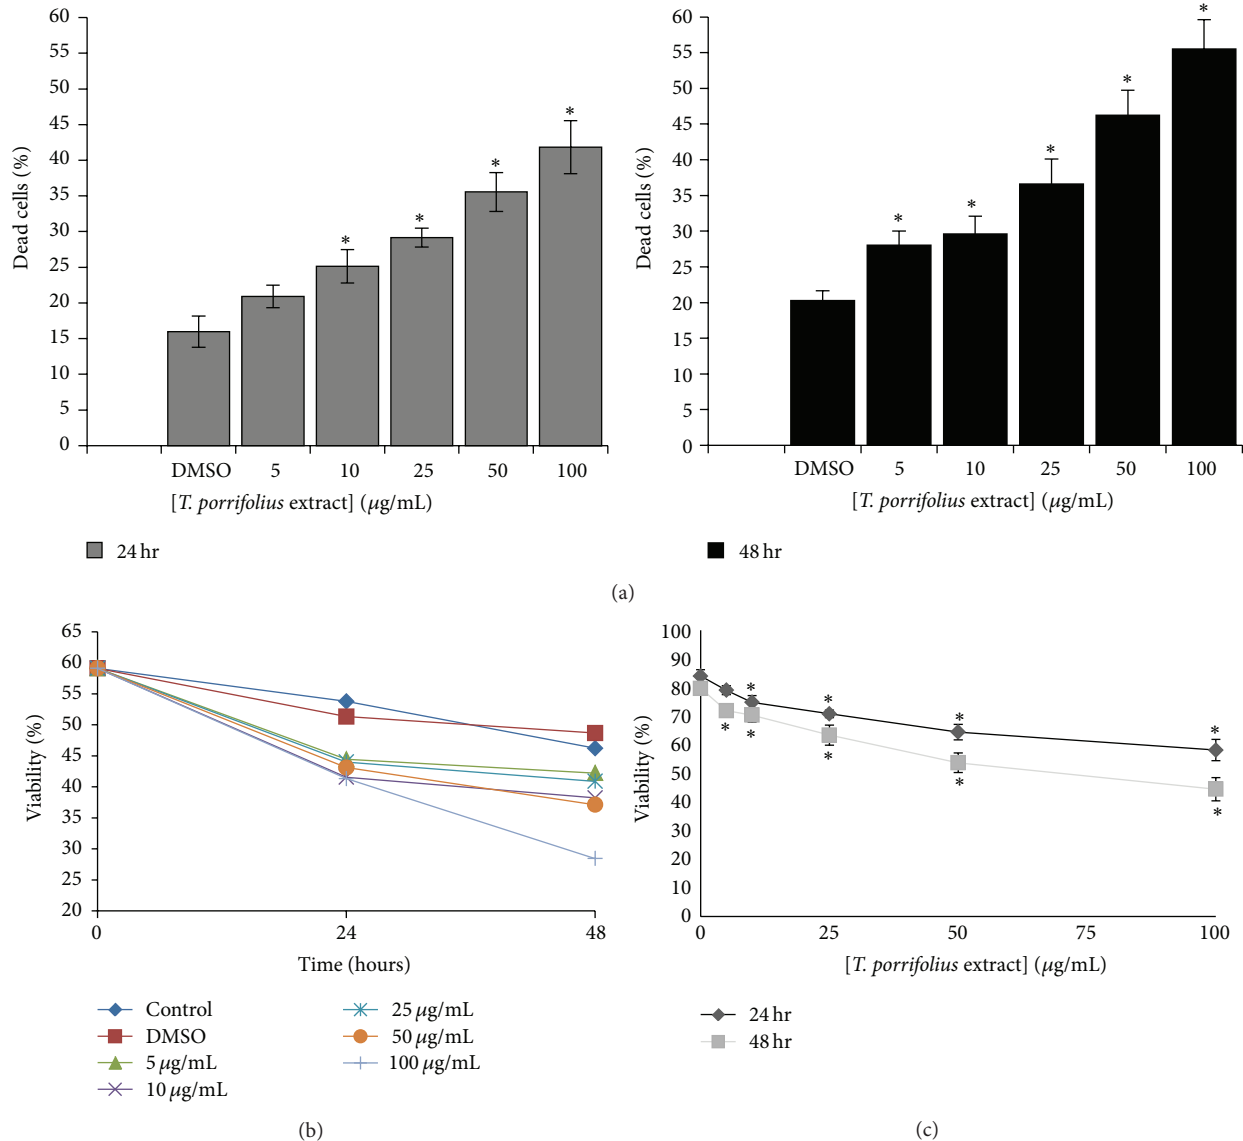 60
55
50
45
40
35
30
25
20
15
10
5
0
Dead cells (%)
*
*
*
*
DMSO 5 10 25 50 100
[T. porrifolius extract] (μg/mL)
24 hr
60
55
50
45
40
35
30
25
20
15
10
5
0
Dead cells (%)
*
*
*
*
*
DMSO 5 10 25 50 100
[T. porrifolius extract] (μg/mL)
48 hr
(a)
65
60
55
50
45
40
35
30
25
20
Viability (%)
0 24 48
Time (hours)
Control
DMSO
5 μg/mL
10 μg/mL
25 μg/mL
50 μg/mL
100 μg/mL
(b)
100
90
80
70
60
50
40
30
20
10
0
Viability (%)
* * * *
* * * * *
0 25 50 75 100
[T. porrifolius extract] (μg/mL)
24 hr
48 hr
(c)